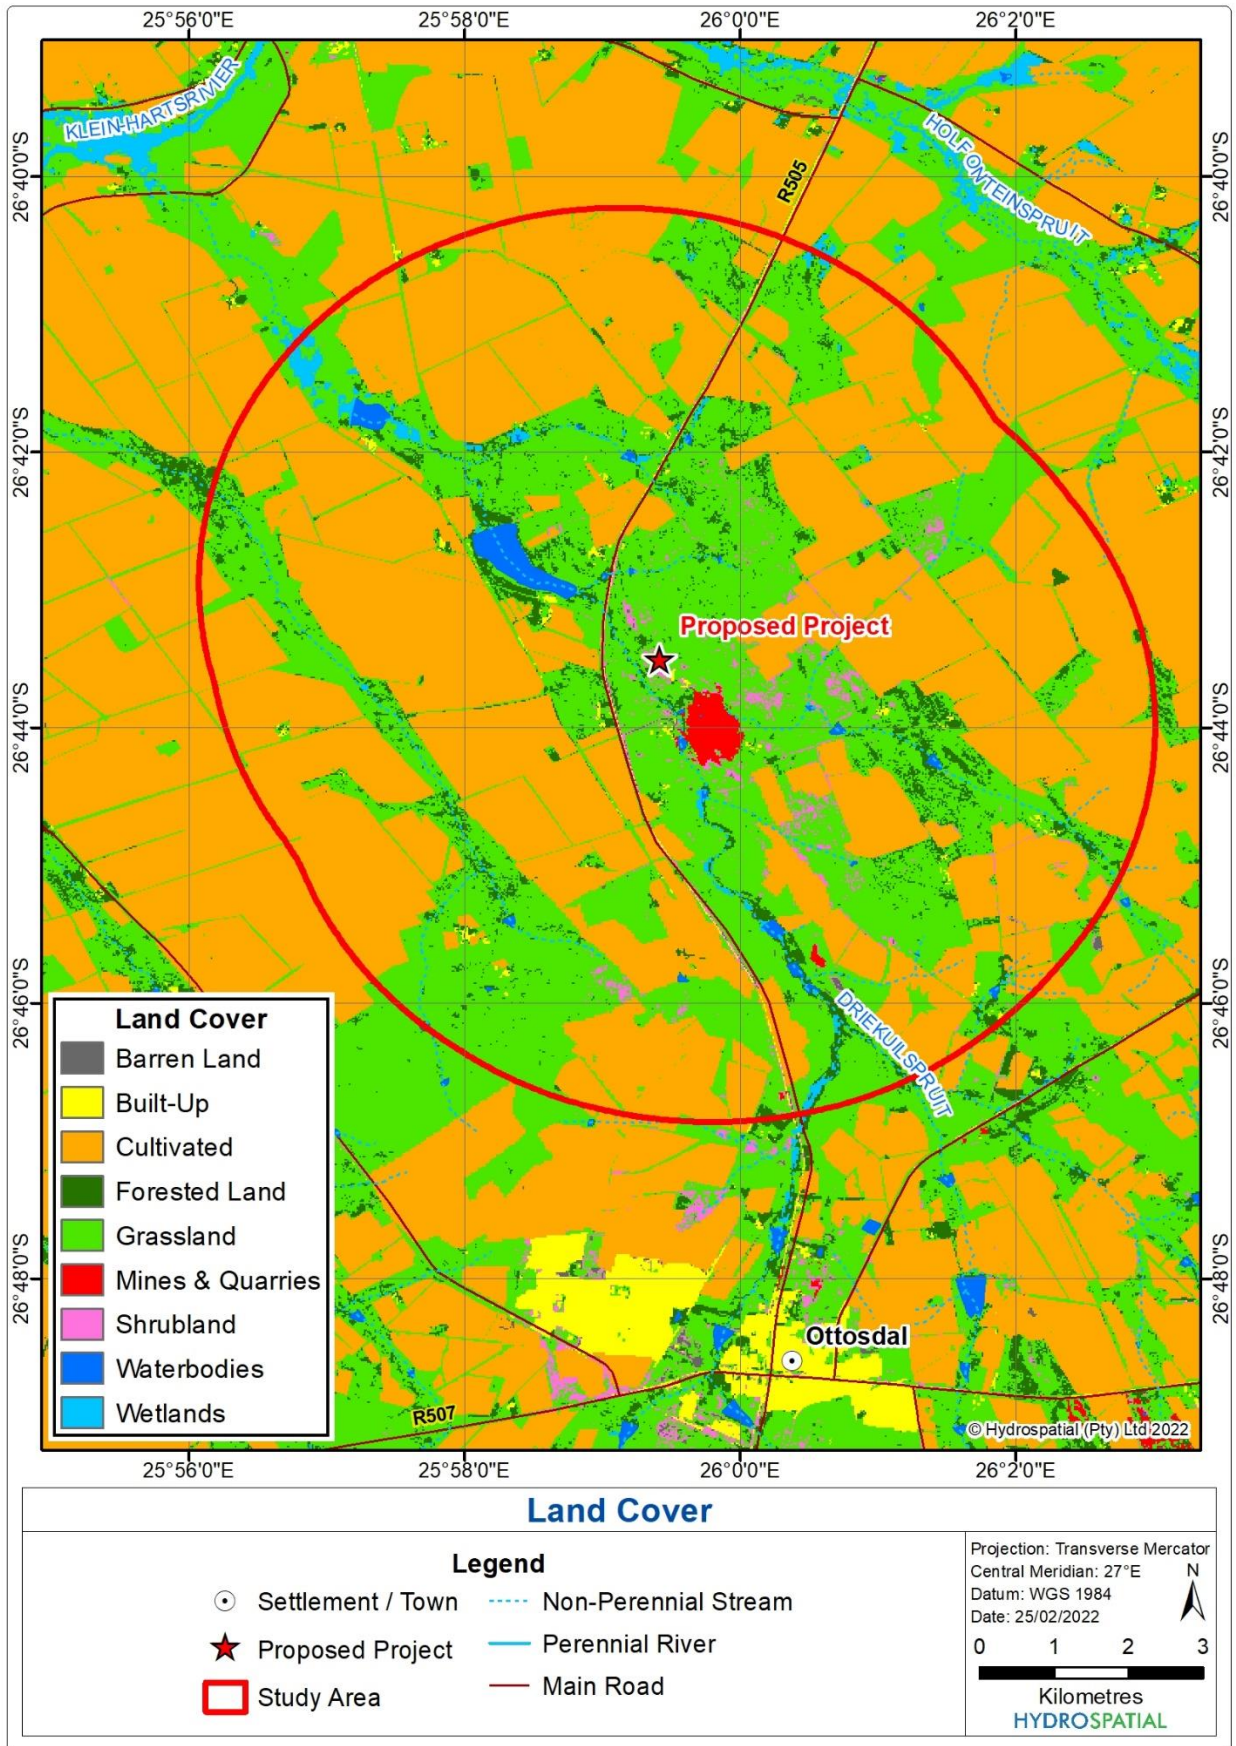 25°56'0"E 25°58'0"E 26°0'0"E 26°2'0"E
KLEIN-HARTSRIVIER
HOLFONTEINSPRUIT
R505
26°40'0"S 26°40'0"S
26°42'0"S 26°42'0"S
Proposed Project
26°44'0"S 26°44'0"S
DRIEKUILSPRUIT
26°46'0"S 26°46'0"S
Land Cover
Barren Land
Built-Up
Cultivated
Forested Land
Grassland
Mines & Quarries
Shrubland
Waterbodies
Wetlands
26°48'0"S 26°48'0"S
Ottosdal
R507
© Hydrospatial (Pty) Ltd 2022
25°56'0"E 25°58'0"E 26°0'0"E 26°2'0"E
Land Cover
Legend
Settlement / Town
Proposed Project
Study Area
Non-Perennial Stream
Perennial River
Main Road
Projection: Transverse Mercator
Central Meridian: 27°E
Datum: WGS 1984
Date: 25/02/2022
N
0 1 2 3
Kilometres
HYDROSPATIAL